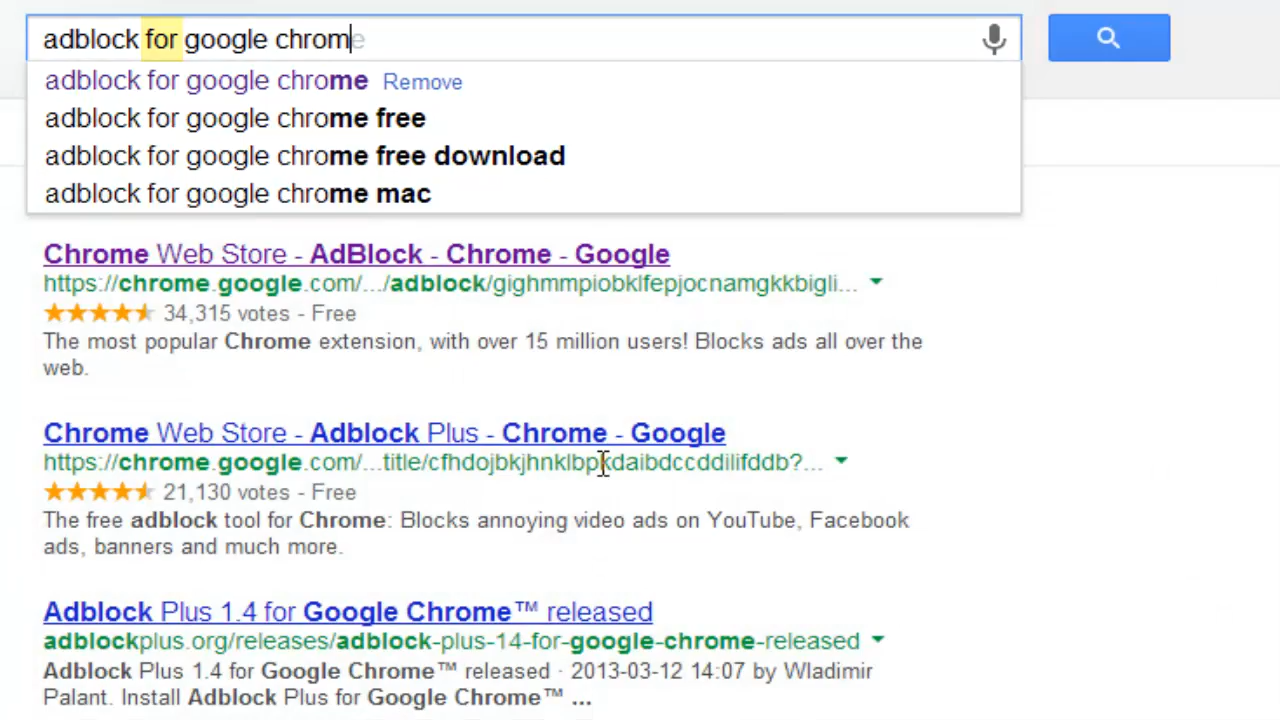 adblock for google chrome
adblock for google chrome Remove
adblock for google chrome free
adblock for google chrome free download
adblock for google chrome mac
Chrome Web Store - AdBlock - Chrome - Google
https://chrome.google.com/.../adblock/gighmmpiobklfepjocnamgkkbigli...
34,315 votes - Free
The most popular Chrome extension, with over 15 million users! Blocks ads all over the
web.
Chrome Web Store - Adblock Plus - Chrome - Google
https://chrome.google.com/...title/cfhdojbkjhnklbpkdaibdccddilifddb?...
21,130 votes - Free
The free adblock tool for Chrome: Blocks annoying video ads on YouTube, Facebook
ads, banners and much more.
Adblock Plus 1.4 for Google Chrome™ released
adblockplus.org/releases/adblock-plus-14-for-google-chrome-released
Adblock Plus 1.4 for Google Chrome™ released · 2013-03-12 14:07 by Wladimir
Palant. Install Adblock Plus for Google Chrome™ ...